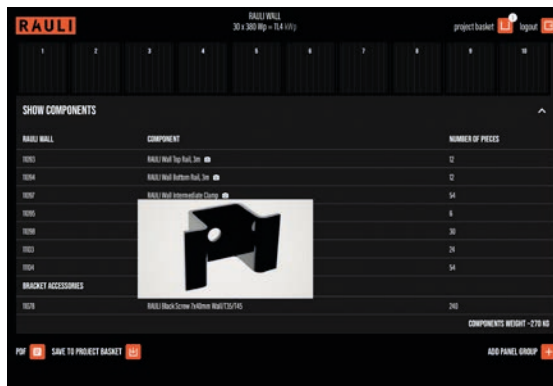 RAULI
RAULI WALL
30 x 380 Wp = 11,4 kWp
project basket
logout
1 2 3 4 5 6 7 8 9 10
SHOW COMPONENTS
RAULI WALL COMPONENT NUMBER OF PIECES
11093 RAULI Wall Top Rail, 3m 12
11094 RAULI Wall Bottom Rail, 3m 12
11097 RAULI Wall Intermediate Clamp 54
11095 6
11098 30
11103 24
11104 54
BRACKET ACCESSORIES
11078 RAULI Black Screw 7x40mm Wall/T35/T45 240
COMPONENTS WEIGHT ~270 KG
PDF SAVE TO PROJECT BASKET ADD PANEL GROUP